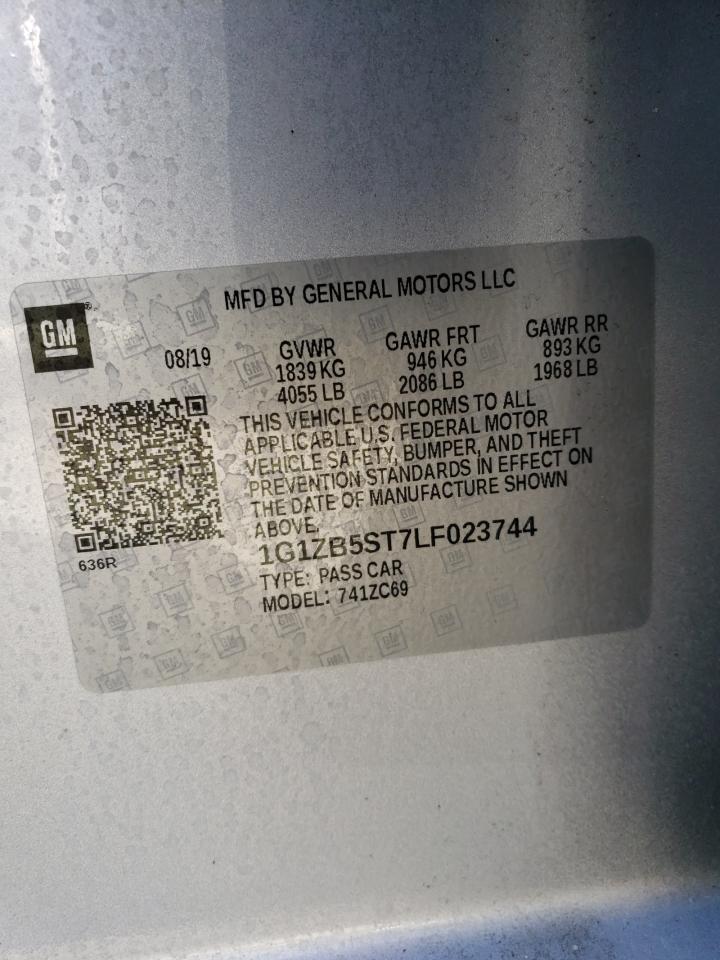 MFD BY GENERAL MOTORS LLC
GM®
08/19
GVWR
1839 KG
4055 LB
GAWR FRT
946 KG
2086 LB
GAWR RR
893 KG
1968 LB
THIS VEHICLE CONFORMS TO ALL
APPLICABLE U.S. FEDERAL MOTOR
VEHICLE SAFETY, BUMPER, AND THEFT
PREVENTION STANDARDS IN EFFECT ON
THE DATE OF MANUFACTURE SHOWN
ABOVE.
636R
1G1ZB5ST7LF023744
TYPE: PASS CAR
MODEL: 741ZC69